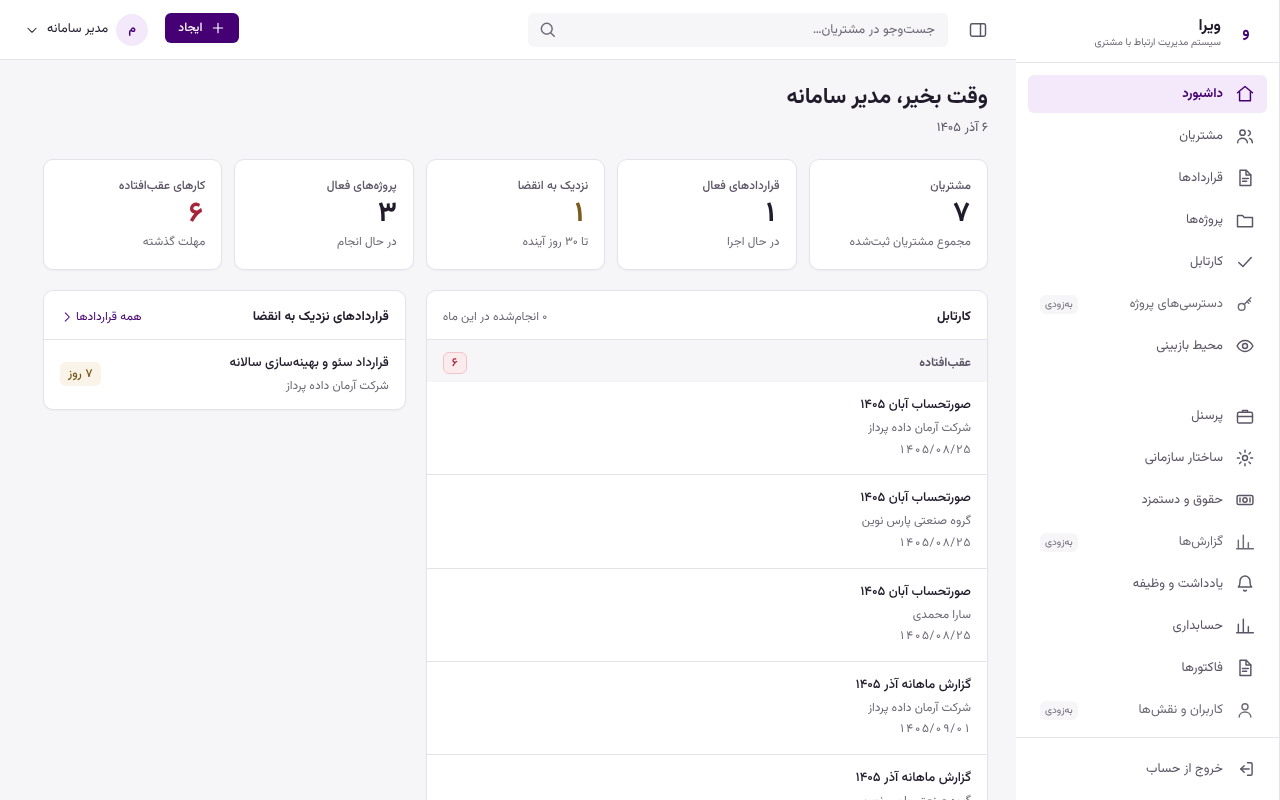 و
ویرا
سیستم مدیریت ارتباط با مشتری
داشبورد
مشتریان
قراردادها
پروژه‌ها
کارتابل
دسترسی‌های پروژه
به‌زودی
محیط بازبینی
پرسنل
ساختار سازمانی
حقوق و دستمزد
گزارش‌ها
به‌زودی
یادداشت و وظیفه
حسابداری
فاکتورها
کاربران و نقش‌ها
به‌زودی
خروج از حساب
جست‌وجو در مشتریان...
ایجاد
م
مدیر سامانه
وقت بخیر، مدیر سامانه
۶ آذر ۱۴۰۵
مشتریان
۷
مجموع مشتریان ثبت‌شده
قراردادهای فعال
۱
در حال اجرا
نزدیک به انقضا
۱
تا ۳۰ روز آینده
پروژه‌های فعال
۳
در حال انجام
کارهای عقب‌افتاده
۶
مهلت گذشته
کارتابل
۰ انجام‌شده در این ماه
عقب‌افتاده
۶
صورتحساب آبان ۱۴۰۵
شرکت آرمان داده پرداز
۱۴۰۵/۰۸/۲۵
صورتحساب آبان ۱۴۰۵
گروه صنعتی پارس نوین
۱۴۰۵/۰۸/۲۵
صورتحساب آبان ۱۴۰۵
سارا محمدی
۱۴۰۵/۰۸/۲۵
گزارش ماهانه آذر ۱۴۰۵
شرکت آرمان داده پرداز
۱۴۰۵/۰۹/۰۱
گزارش ماهانه آذر ۱۴۰۵
قراردادهای نزدیک به انقضا
همه قراردادها
قرارداد سئو و بهینه‌سازی سالانه
شرکت آرمان داده پرداز
۷ روز